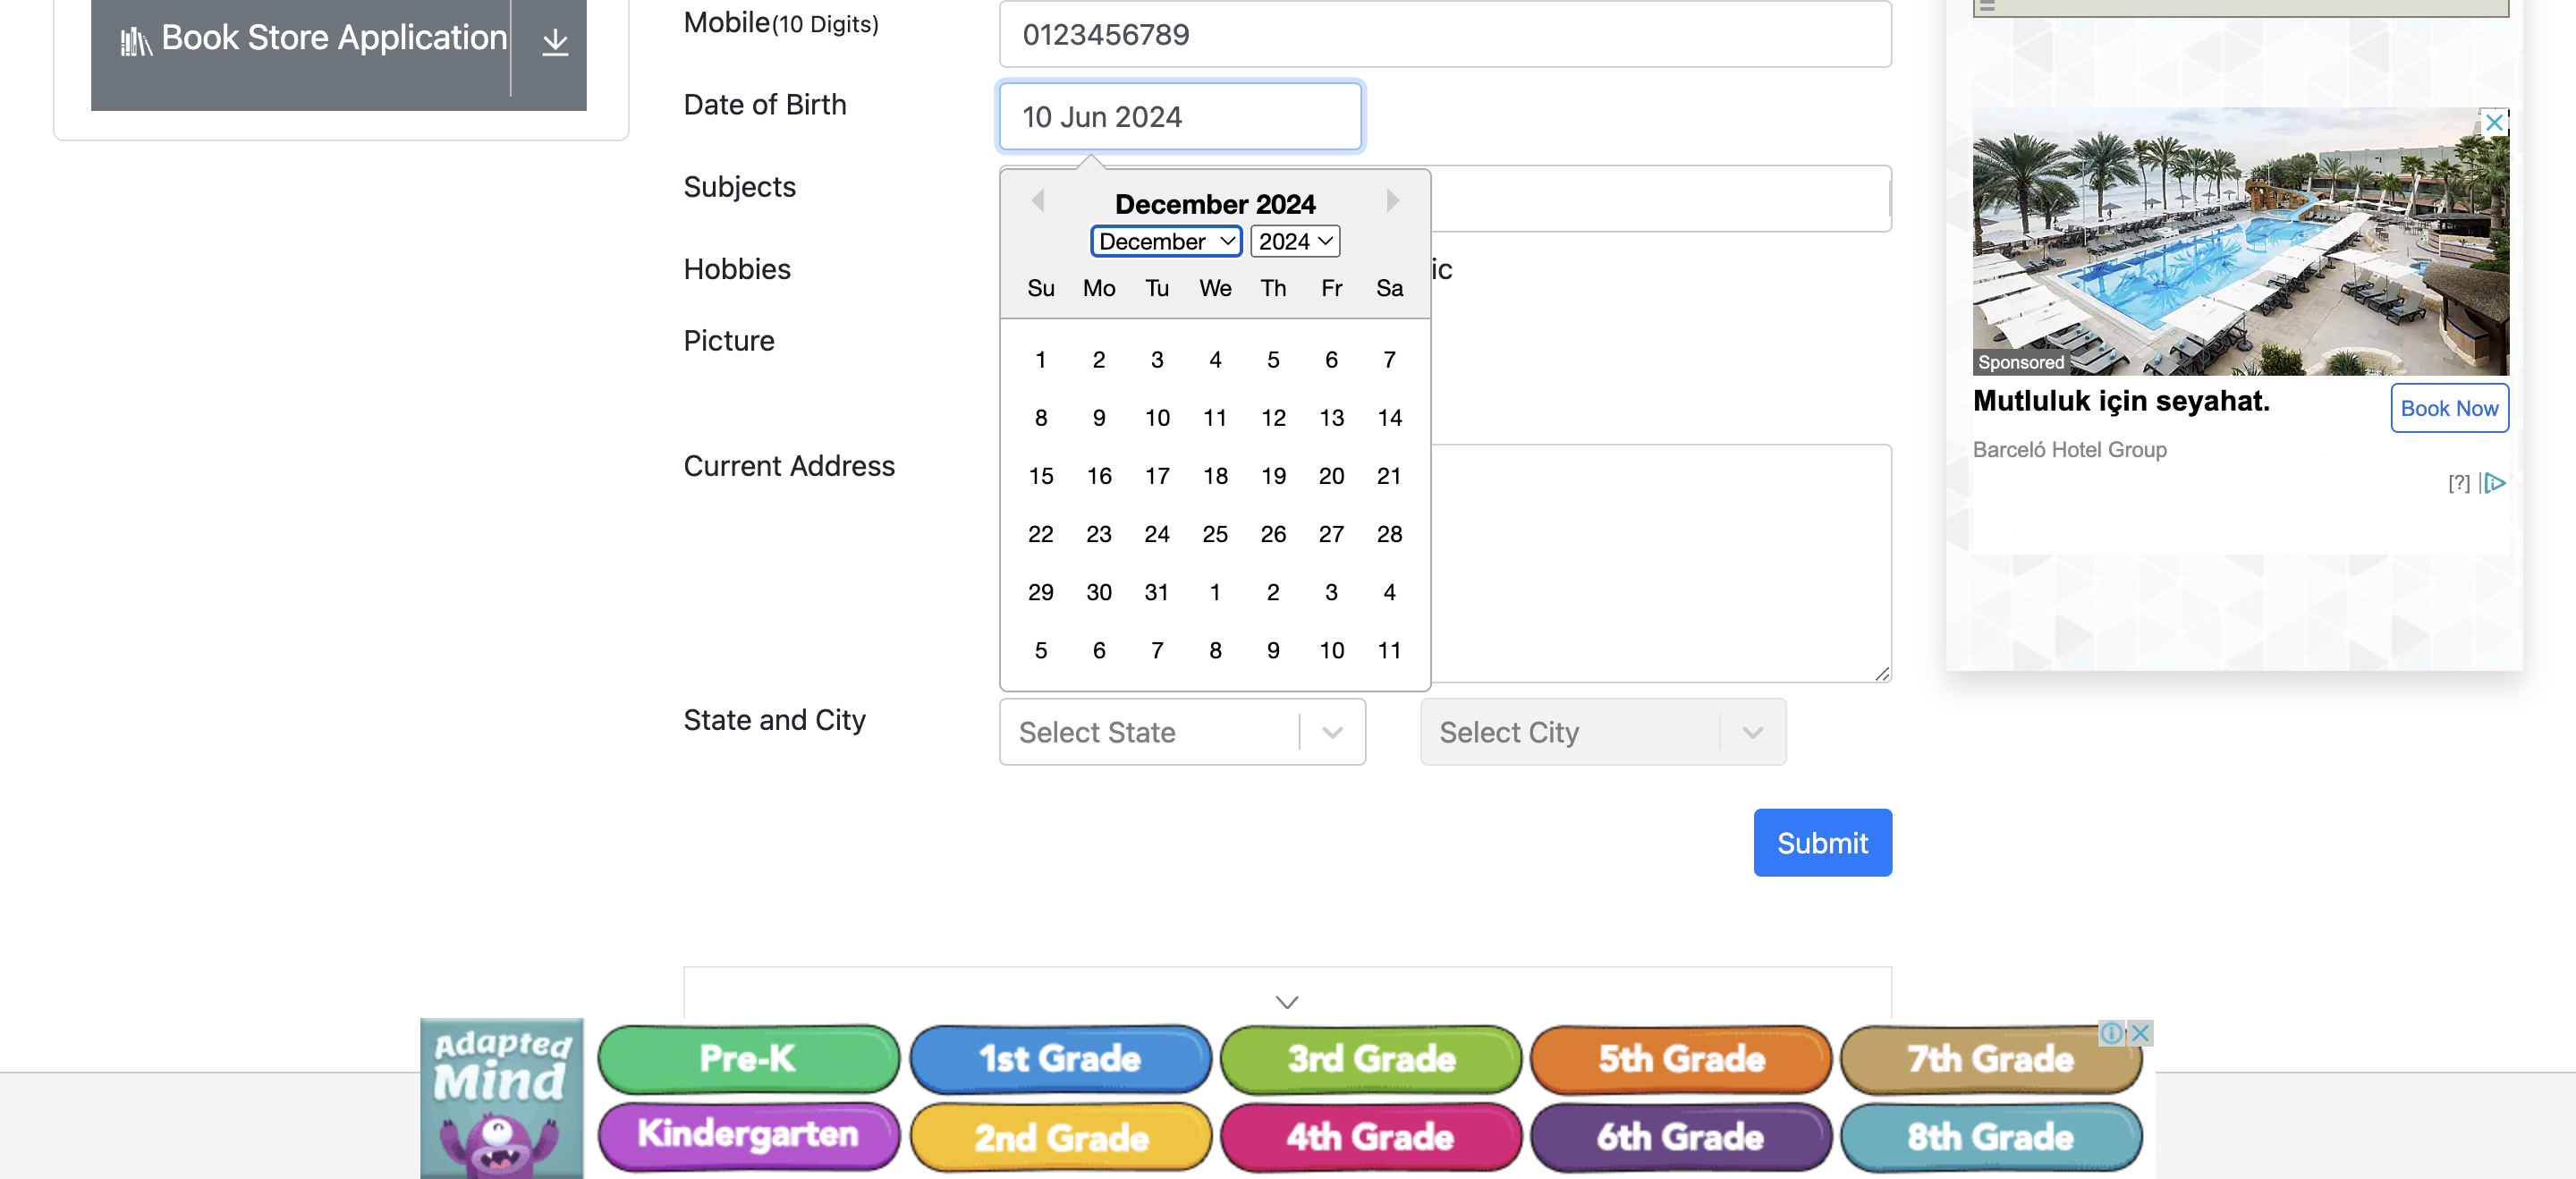 Book Store Application
Mobile(10 Digits)
0123456789
Date of Birth
10 Jun 2024
Subjects
December 2024
December
2024
Su Mo Tu We Th Fr Sa
1 2 3 4 5 6 7
8 9 10 11 12 13 14
15 16 17 18 19 20 21
22 23 24 25 26 27 28
29 30 31 1 2 3 4
5 6 7 8 9 10 11
Hobbies
ic
Picture
Current Address
State and City
Select State
Select City
Submit
Sponsored
Mutluluk için seyahat.
Book Now
Barceló Hotel Group
[?]
Adapted
Mind
Pre-K
1st Grade
3rd Grade
5th Grade
7th Grade
Kindergarten
2nd Grade
4th Grade
6th Grade
8th Grade